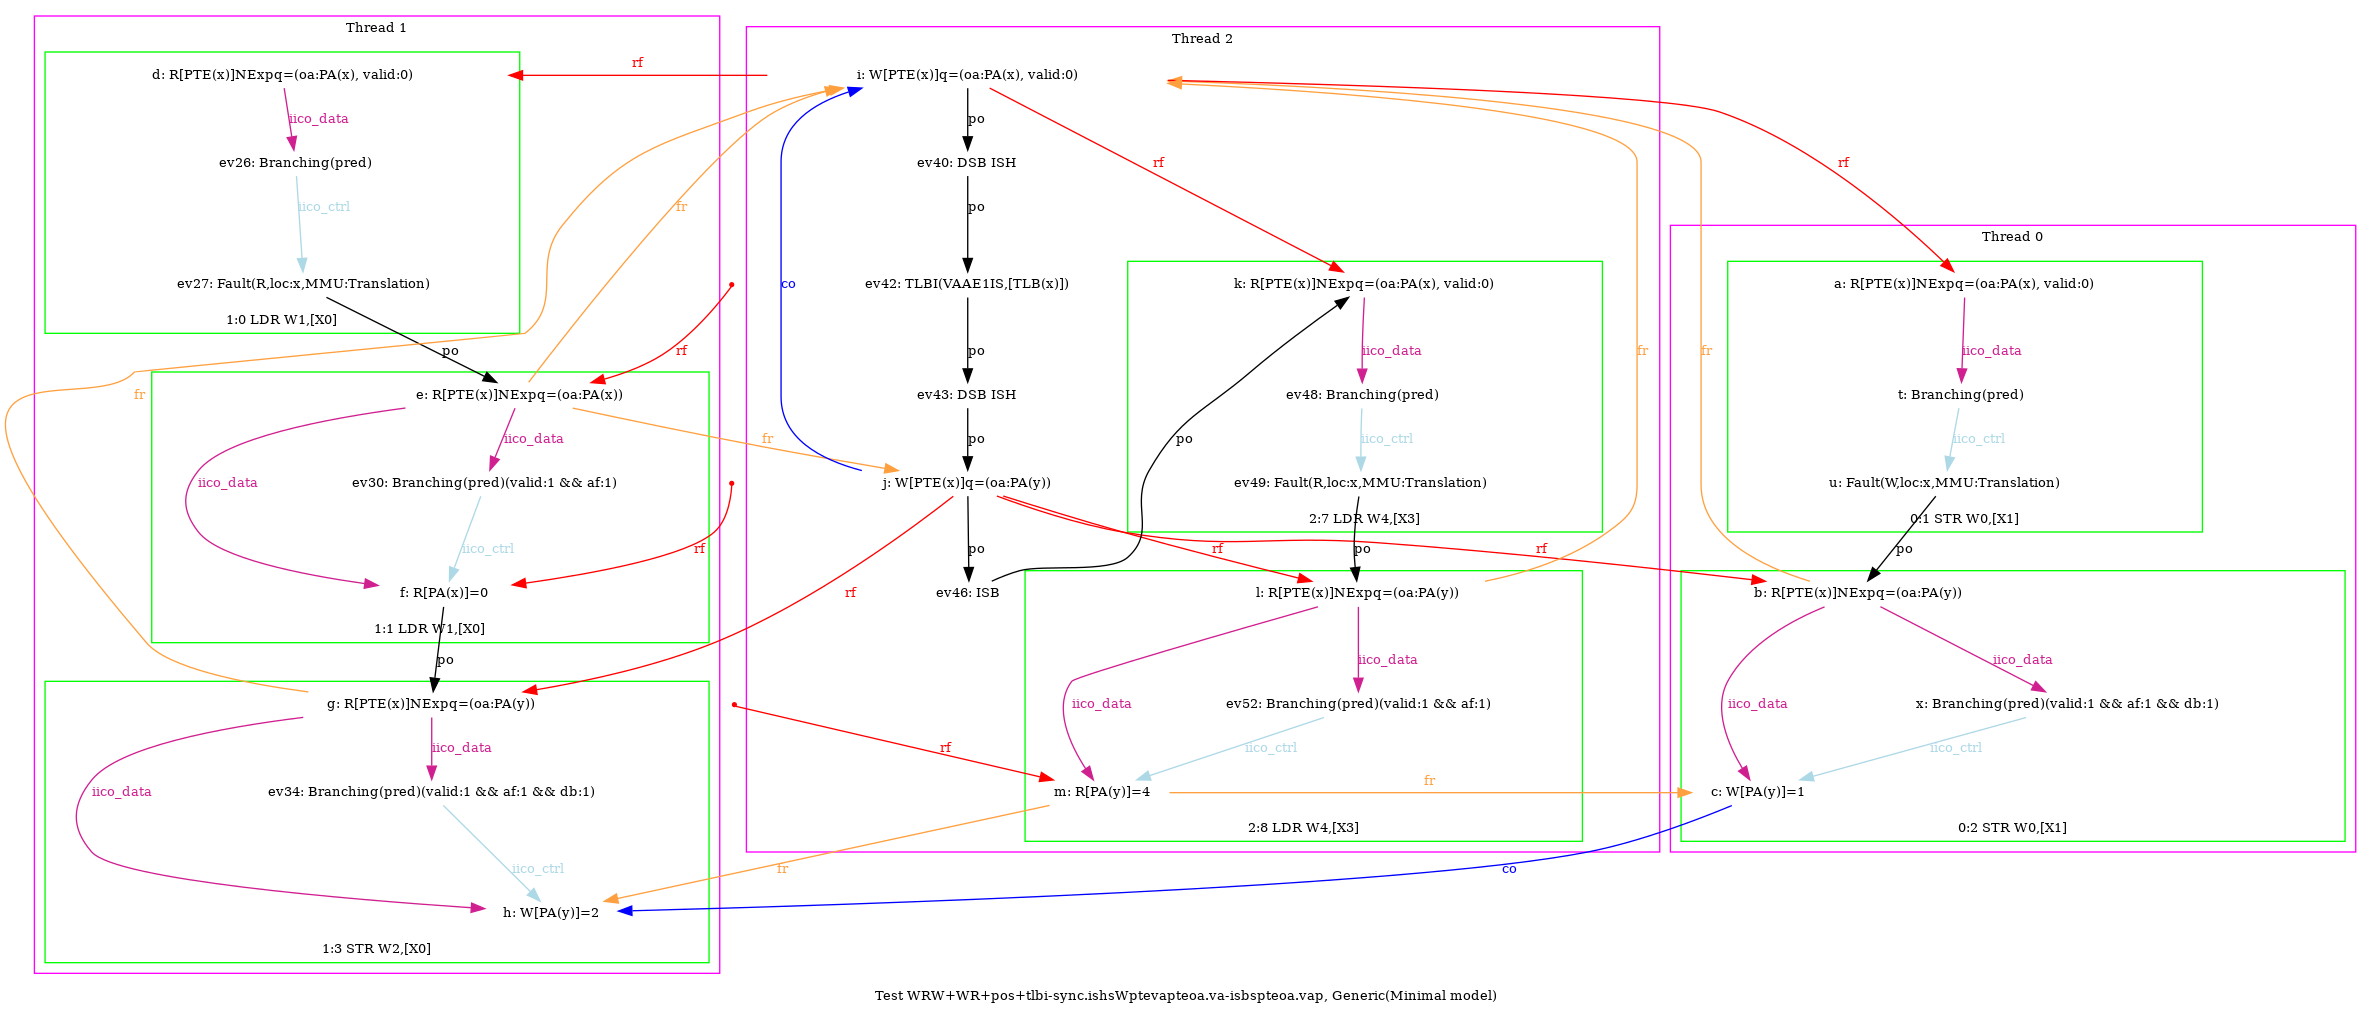 Thread 1
d: R[PTE(x)]NExpq=(oa:PA(x), valid:0)
iico_data
ev26: Branching(pred)
iico_ctrl
ev27: Fault(R,loc:x,MMU:Translation)
1:0 LDR W1,[X0]
po
e: R[PTE(x)]NExpq=(oa:PA(x))
iico_data
iico_data
ev30: Branching(pred)(valid:1 && af:1)
iico_ctrl
f: R[PA(x)]=0
1:1 LDR W1,[X0]
po
g: R[PTE(x)]NExpq=(oa:PA(y))
iico_data
iico_data
ev34: Branching(pred)(valid:1 && af:1 && db:1)
iico_ctrl
h: W[PA(y)]=2
1:3 STR W2,[X0]
rf
fr
rf
fr
fr
rf
rf
Thread 2
i: W[PTE(x)]q=(oa:PA(x), valid:0)
po
ev40: DSB ISH
po
ev42: TLBI(VAAE1IS,[TLB(x)])
po
ev43: DSB ISH
po
j: W[PTE(x)]q=(oa:PA(y))
po
ev46: ISB
co
rf
po
k: R[PTE(x)]NExpq=(oa:PA(x), valid:0)
iico_data
ev48: Branching(pred)
iico_ctrl
ev49: Fault(R,loc:x,MMU:Translation)
2:7 LDR W4,[X3]
rf
po
l: R[PTE(x)]NExpq=(oa:PA(y))
iico_data
iico_data
ev52: Branching(pred)(valid:1 && af:1)
iico_ctrl
rf
m: R[PA(y)]=4
2:8 LDR W4,[X3]
fr
fr
fr
fr
rf
rf
Thread 0
a: R[PTE(x)]NExpq=(oa:PA(x), valid:0)
iico_data
t: Branching(pred)
iico_ctrl
u: Fault(W,loc:x,MMU:Translation)
0:1 STR W0,[X1]
po
b: R[PTE(x)]NExpq=(oa:PA(y))
iico_data
iico_data
x: Branching(pred)(valid:1 && af:1 && db:1)
iico_ctrl
c: W[PA(y)]=1
0:2 STR W0,[X1]
co
Test WRW+WR+pos+tlbi-sync.ishsWptevapteoa.va-isbspteoa.vap, Generic(Minimal model)